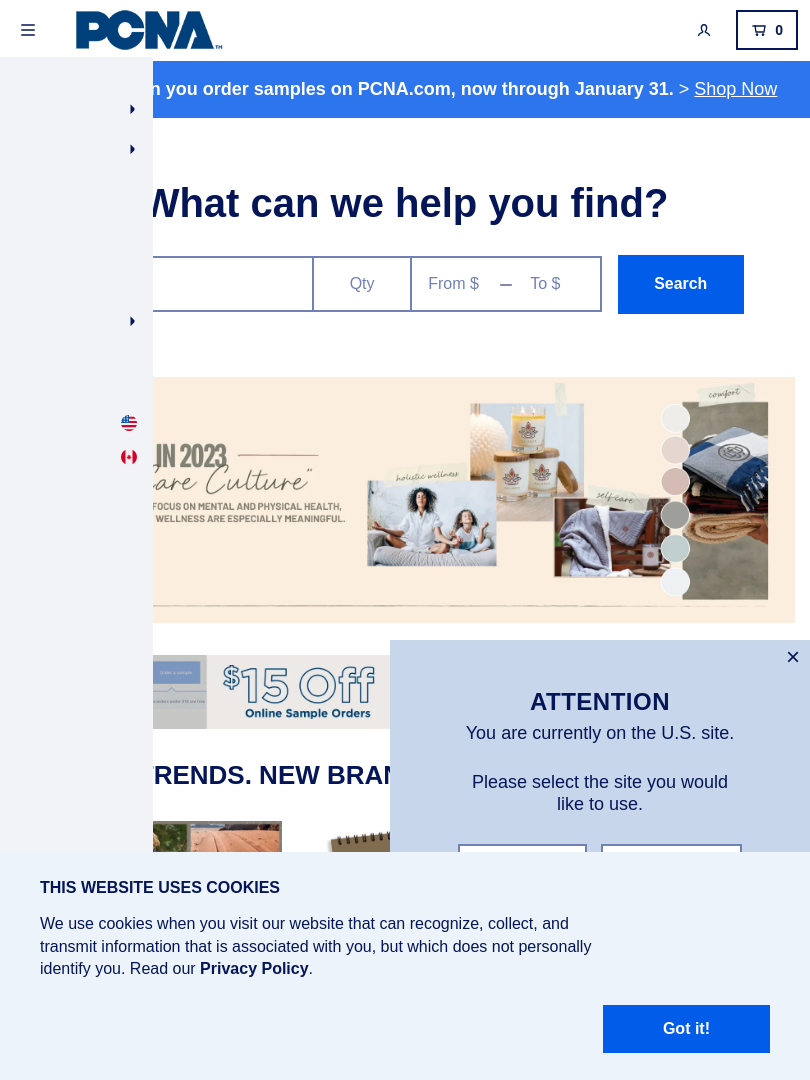 PCNA™
0
n you order samples on PCNA.com, now through January 31. > Shop Now
What can we help you find?
Qty
From $ – To $
Search
comfort
IN 2023
Care Culture"
holistic wellness
selfcare
FOCUS ON MENTAL AND PHYSICAL HEALTH,
WELLNESS ARE ESPECIALLY MEANINGFUL.
$15 Off
Online Sample Orders
ATTENTION
You are currently on the U.S. site.
Please select the site you would
like to use.
TRENDS. NEW BRAN
THIS WEBSITE USES COOKIES
We use cookies when you visit our website that can recognize, collect, and
transmit information that is associated with you, but which does not personally
identify you. Read our Privacy Policy.
Got it!